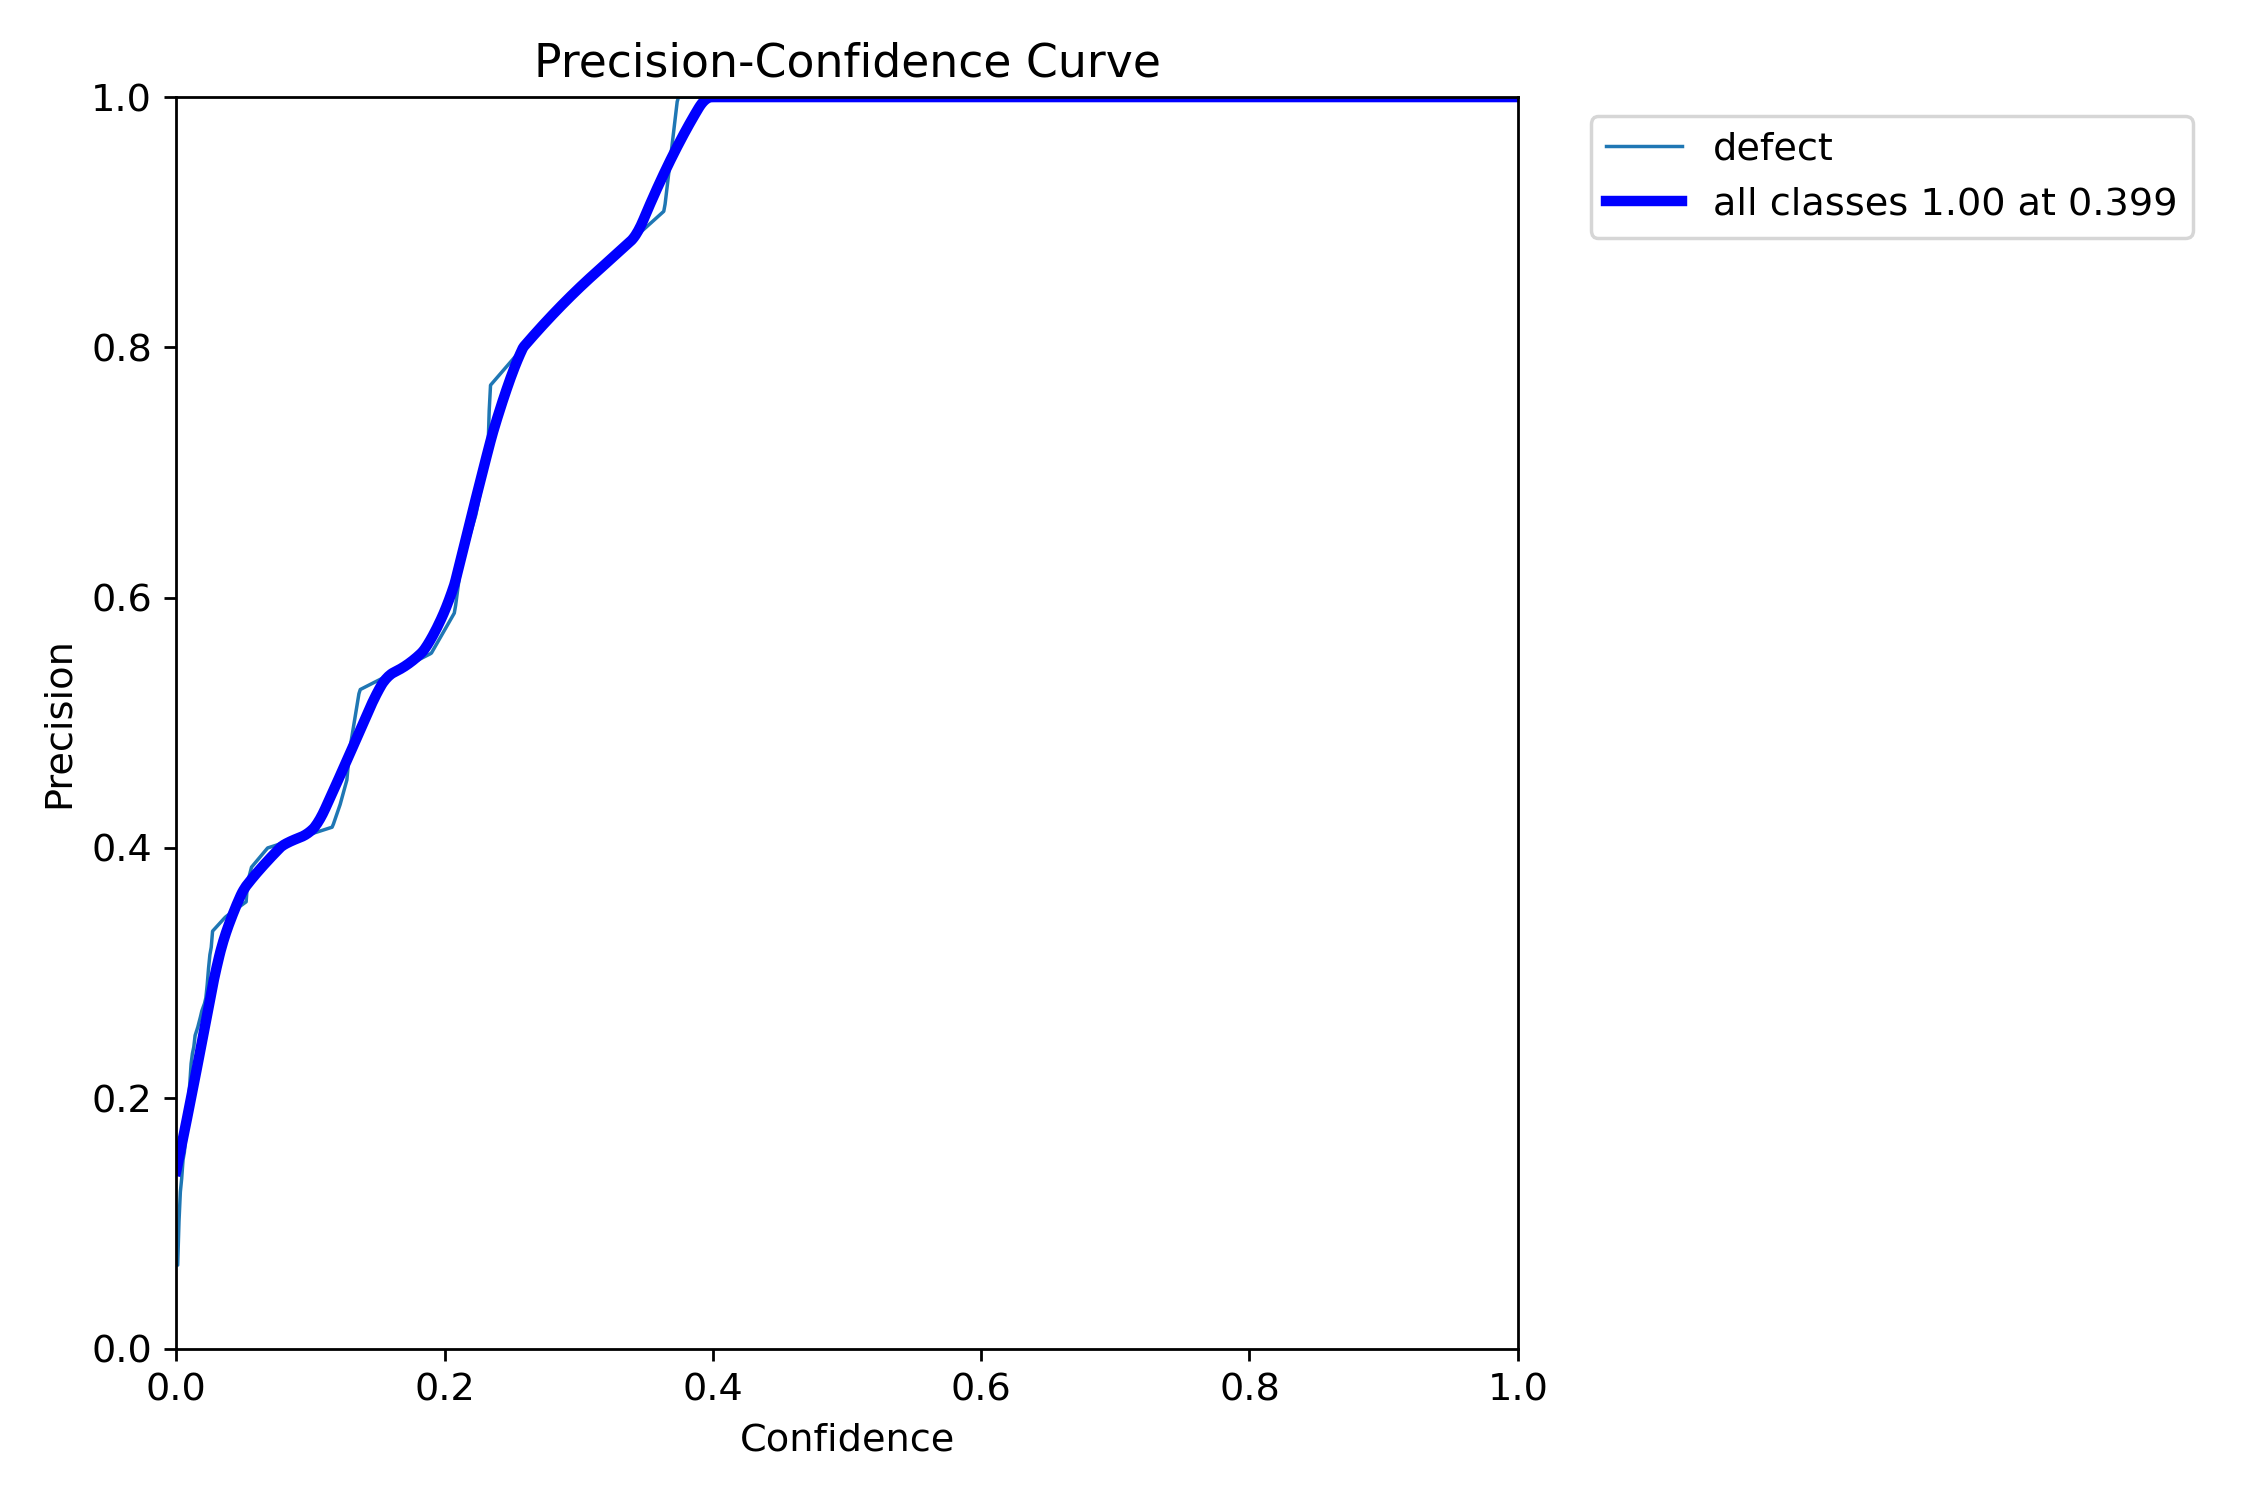 Precision-Confidence Curve
1.0
0.8
0.6
0.4
0.2
0.0
Precision
0.0 0.2 0.4 0.6 0.8 1.0
Confidence
defect
all classes 1.00 at 0.399